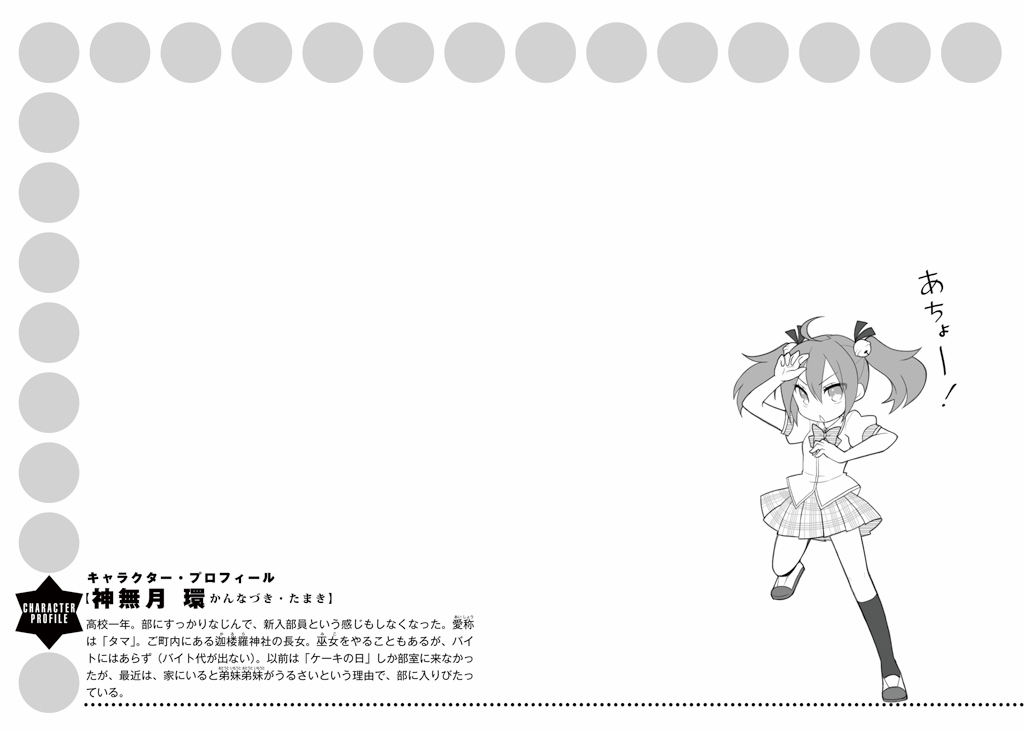 あちょー!
CHARACTER
PROFILE
キャラクター・プロフィール
【神無月 環 かんなづき・たまき】
高校一年。部にすっかりなじんで、新入部員という感じもしなくなった。愛称
は「タマ」。ご町内にある迦楼羅神社の長女。巫女をやることもあるが、バイ
トにはあらず（バイト代が出ない）。以前は「ケーキの日」しか部室に来なかっ
たが、最近は、家にいると弟妹弟妹がうるさいという理由で、部に入りびたっ
ている。